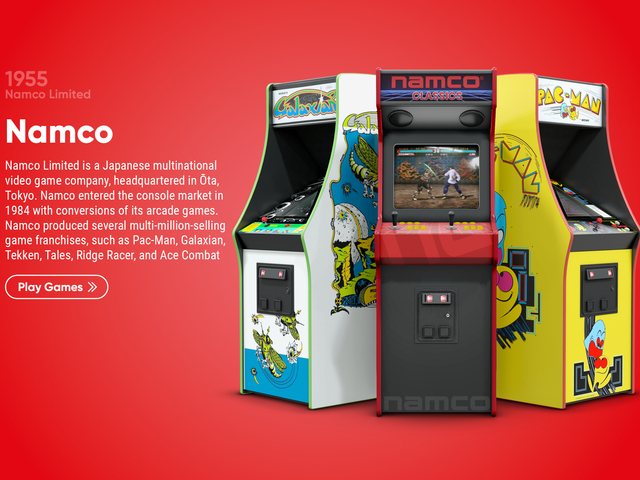 1955
Namco Limited
Namco
Namco Limited is a Japanese multinational
video game company, headquartered in Ōta,
Tokyo. Namco entered the console market in
1984 with conversions of its arcade games.
Namco produced several multi-million-selling
game franchises, such as Pac-Man, Galaxian,
Tekken, Tales, Ridge Racer, and Ace Combat
Play Games
Galaxian
namco
CLASSICS
PAC-MAN
namco